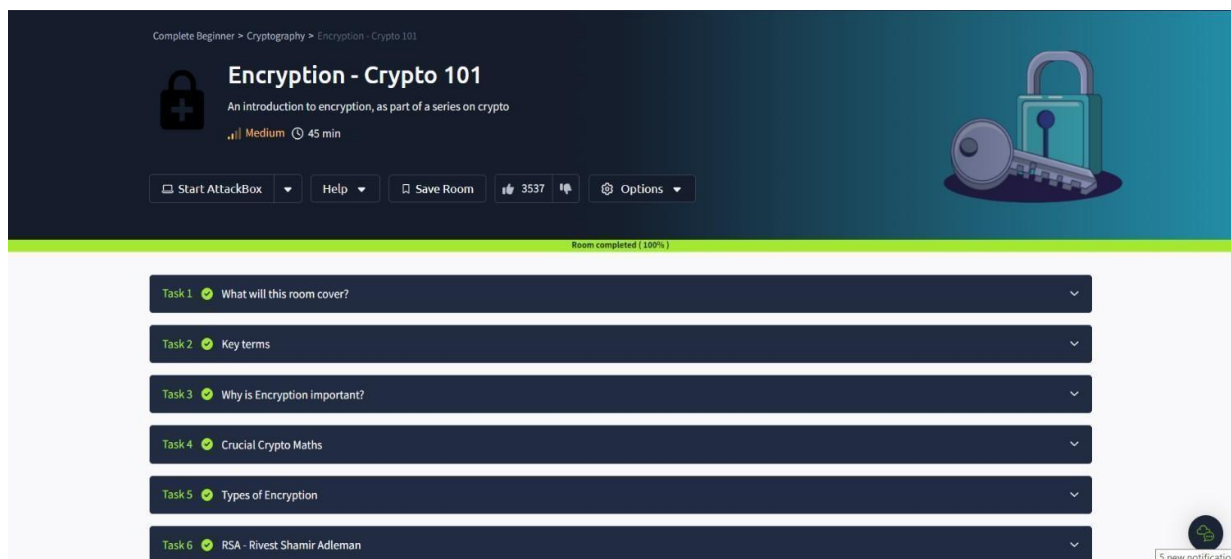 Complete Beginner > Cryptography > Encryption - Crypto 101
Encryption - Crypto 101
An introduction to encryption, as part of a series on crypto
Medium 45 min
Start AttackBox Help Save Room 3537 Options
Room completed ( 100% )
Task 1 What will this room cover?
Task 2 Key terms
Task 3 Why is Encryption important?
Task 4 Crucial Crypto Maths
Task 5 Types of Encryption
Task 6 RSA - Rivest Shamir Adleman
5 new